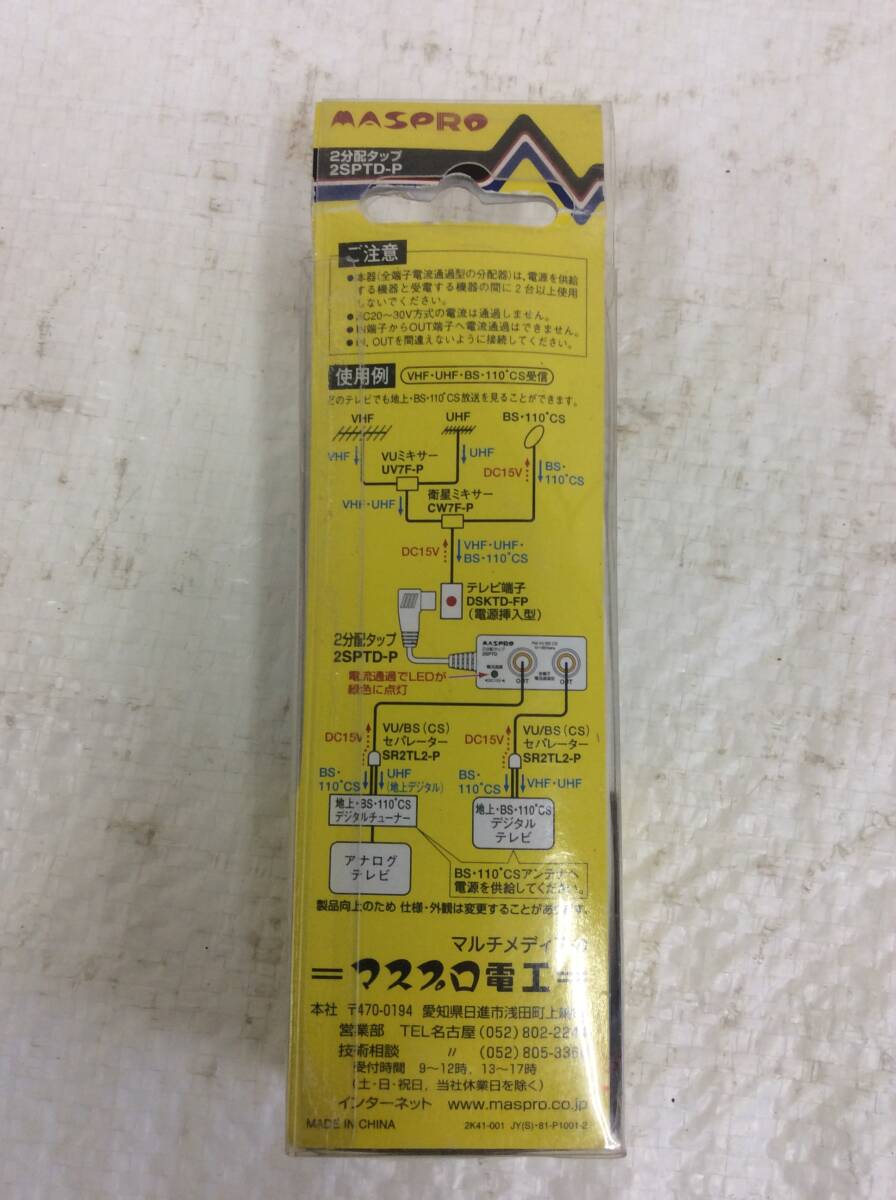 MASPRO
2分配タップ
2SPTD-P
ご注意
●本器(全端子電流通過型の分配器)は、電源を供給
する機器と受電する機器の間に2台以上使用
しないでください。
●AC20～30V方式の電流は通過しません。
●IN端子からOUT端子へ電流通過はできません。
●IN、OUTを間違えないように接続してください。
使用例 VHF・UHF・BS・110°CS受信
どのテレビでも地上・BS・110°CS放送を見ることができます。
VHF UHF BS・110°CS
VHF VUミキサー UHF
UV7F-P DC15V BS・
110°CS
VHF・UHF 衛星ミキサー
CW7F-P
DC15V VHF・UHF・
BS・110°CS
テレビ端子
DSKTD-FP
(電源挿入型)
2分配タップ
2SPTD-P
MASPRO
2分配タップ
2SPTD
OUT OUT
電流通過でLEDが
緑色に点灯
DC15V VU/BS(CS)
セパレーター
SR2TL2-P
DC15V VU/BS(CS)
セパレーター
SR2TL2-P
BS・
110°CS
UHF
(地上デジタル)
BS・
110°CS
VHF・UHF
地上・BS・110°CS
デジタルチューナー
地上・BS・110°CS
デジタル
テレビ
アナログ
テレビ
BS・110°CSアンテナへ
電源を供給してください。
製品向上のため 仕様・外観は変更することがあります。
マルチメディアの
=マスプロ電工=
本社 〒470-0194 愛知県日進市浅田町上納
営業部 TEL名古屋(052)802-2244
技術相談 〃 (052)805-336
受付時間 9～12時, 13～17時
(土・日・祝日, 当社休業日を除く)
インターネット www.maspro.co.jp
MADE IN CHINA 2K41-001 JY(S)-81-P1001-2